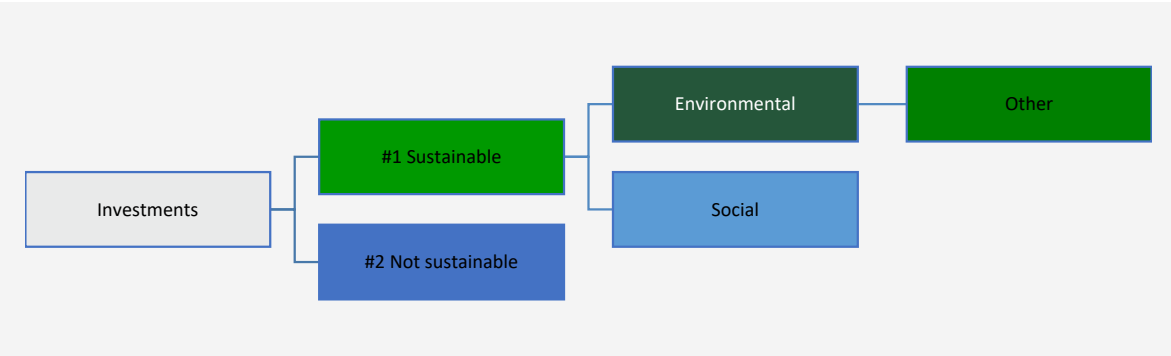 Environmental
Other
#1 Sustainable
Investments
Social
#2 Not sustainable